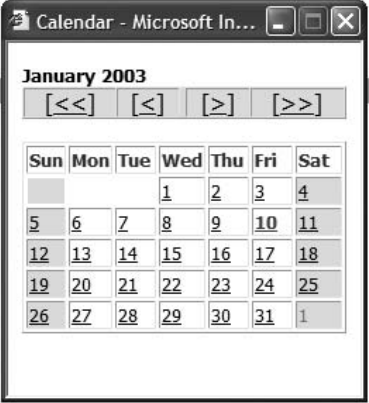 Calendar - Microsoft In...
January 2003
[<<] [<] [>] [>>]
Sun Mon Tue Wed Thu Fri Sat
1 2 3 4
5 6 7 8 9 10 11
12 13 14 15 16 17 18
19 20 21 22 23 24 25
26 27 28 29 30 31 1